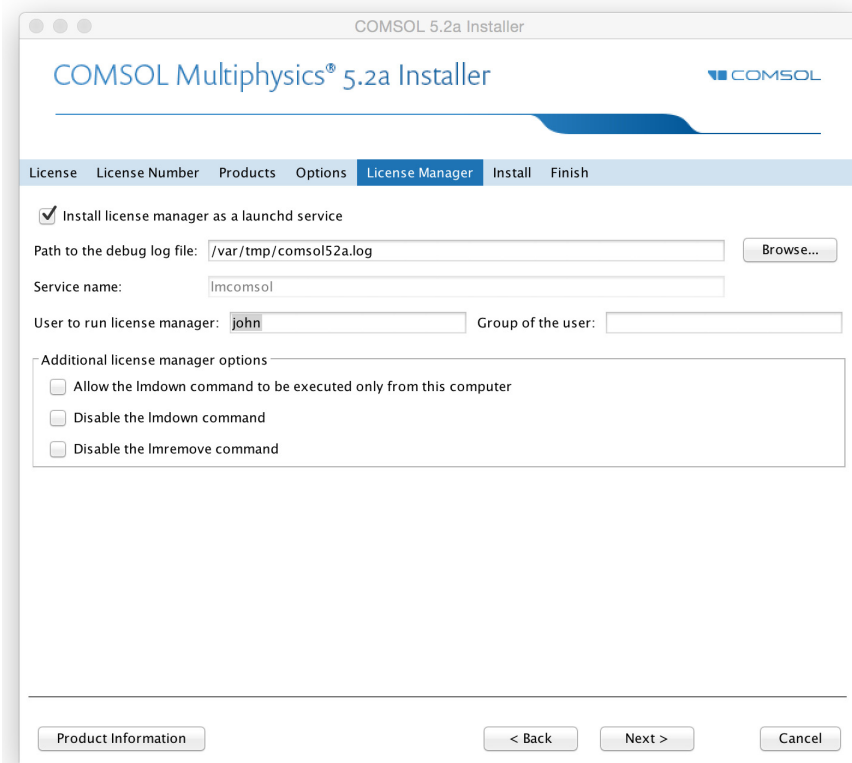 COMSOL 5.2a Installer
COMSOL Multiphysics® 5.2a Installer
COMSOL
License License Number Products Options License Manager Install Finish
Install license manager as a launchd service
Path to the debug log file: /var/tmp/comsol52a.log Browse...
Service name: lmcomsol
User to run license manager: john Group of the user:
Additional license manager options
Allow the lmdown command to be executed only from this computer
Disable the lmdown command
Disable the lmremove command
Product Information < Back Next > Cancel